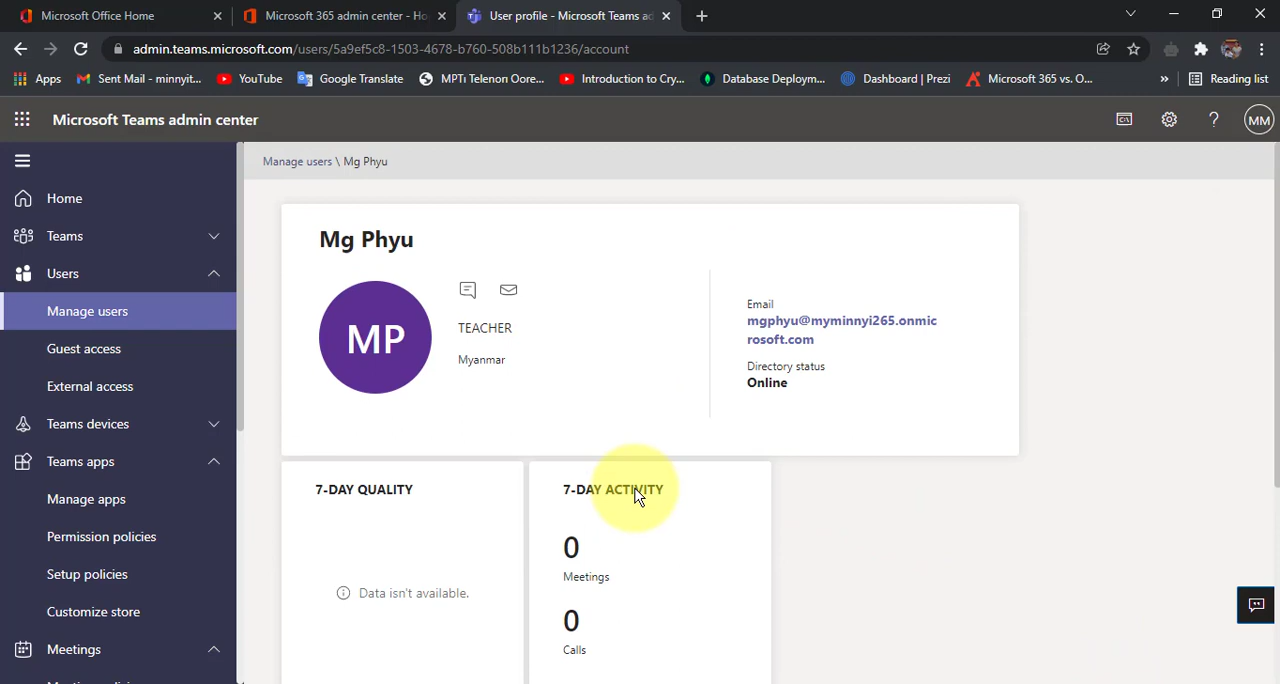 Microsoft Office Home
Microsoft 365 admin center - Ho
User profile - Microsoft Teams ad
admin.teams.microsoft.com/users/5a9ef5c8-1503-4678-b760-508b111b1236/account
Apps
Sent Mail - minnyit...
YouTube
Google Translate
MPTi Telenon Oore...
Introduction to Cry...
Database Deploym...
Dashboard | Prezi
Microsoft 365 vs. O...
»
Reading list
Microsoft Teams admin center
MM
Manage users \ Mg Phyu
Home
Teams
Users
Manage users
Guest access
External access
Teams devices
Teams apps
Manage apps
Permission policies
Setup policies
Customize store
Meetings
Mg Phyu
MP
TEACHER
Myanmar
Email
mgphyu@myminnyi265.onmic
rosoft.com
Directory status
Online
7-DAY QUALITY
Data isn't available.
7-DAY ACTIVITY
0
Meetings
0
Calls